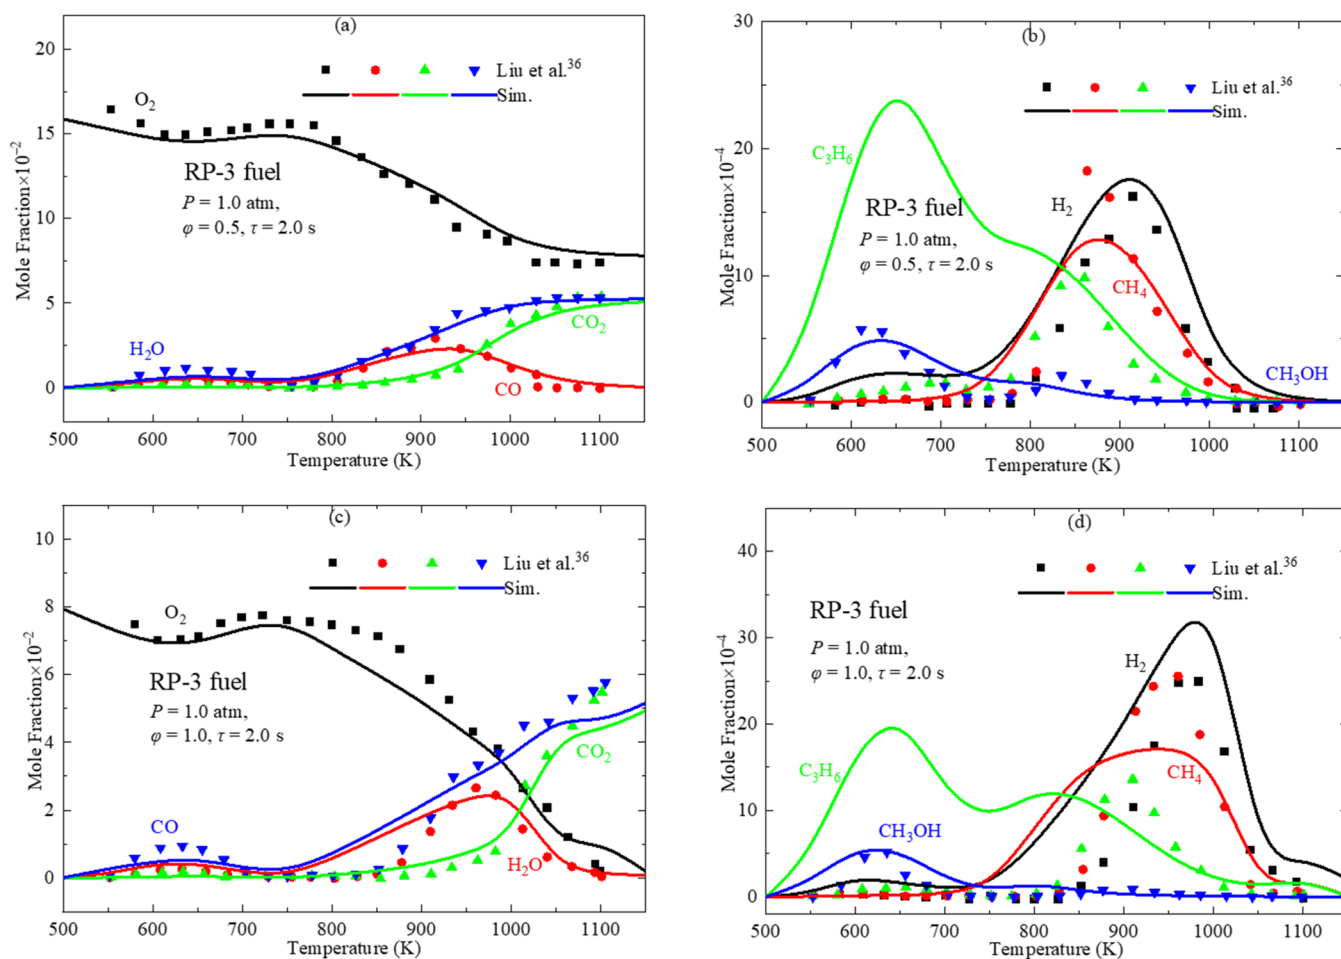 (a)
20
15
10
5
0
Mole Fraction×10⁻²
500 600 700 800 900 1000 1100
Temperature (K)
Liu et al.³⁶
Sim.
O₂
RP-3 fuel
P = 1.0 atm,
φ = 0.5, τ = 2.0 s
H₂O
CO₂
CO
(b)
30
20
10
0
Mole Fraction×10⁻⁴
500 600 700 800 900 1000 1100
Temperature (K)
Liu et al.³⁶
Sim.
C₃H₆
H₂
RP-3 fuel
P = 1.0 atm,
φ = 0.5, τ = 2.0 s
CH₄
CH₃OH
(c)
10
8
6
4
2
0
Mole Fraction×10⁻²
500 600 700 800 900 1000 1100
Temperature (K)
Liu et al.³⁶
Sim.
O₂
RP-3 fuel
P = 1.0 atm,
φ = 1.0, τ = 2.0 s
CO₂
CO
H₂O
(d)
40
30
20
10
0
Mole Fraction×10⁻⁴
500 600 700 800 900 1000 1100
Temperature (K)
Liu et al.³⁶
Sim.
RP-3 fuel
P = 1.0 atm,
φ = 1.0, τ = 2.0 s
H₂
C₃H₆
CH₄
CH₃OH